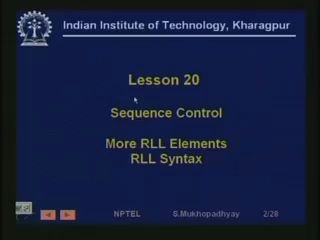 Indian Institute of Technology, Kharagpur
Lesson 20
Sequence Control
More RLL Elements
RLL Syntax
NPTEL S.Mukhopadhyay 2/28